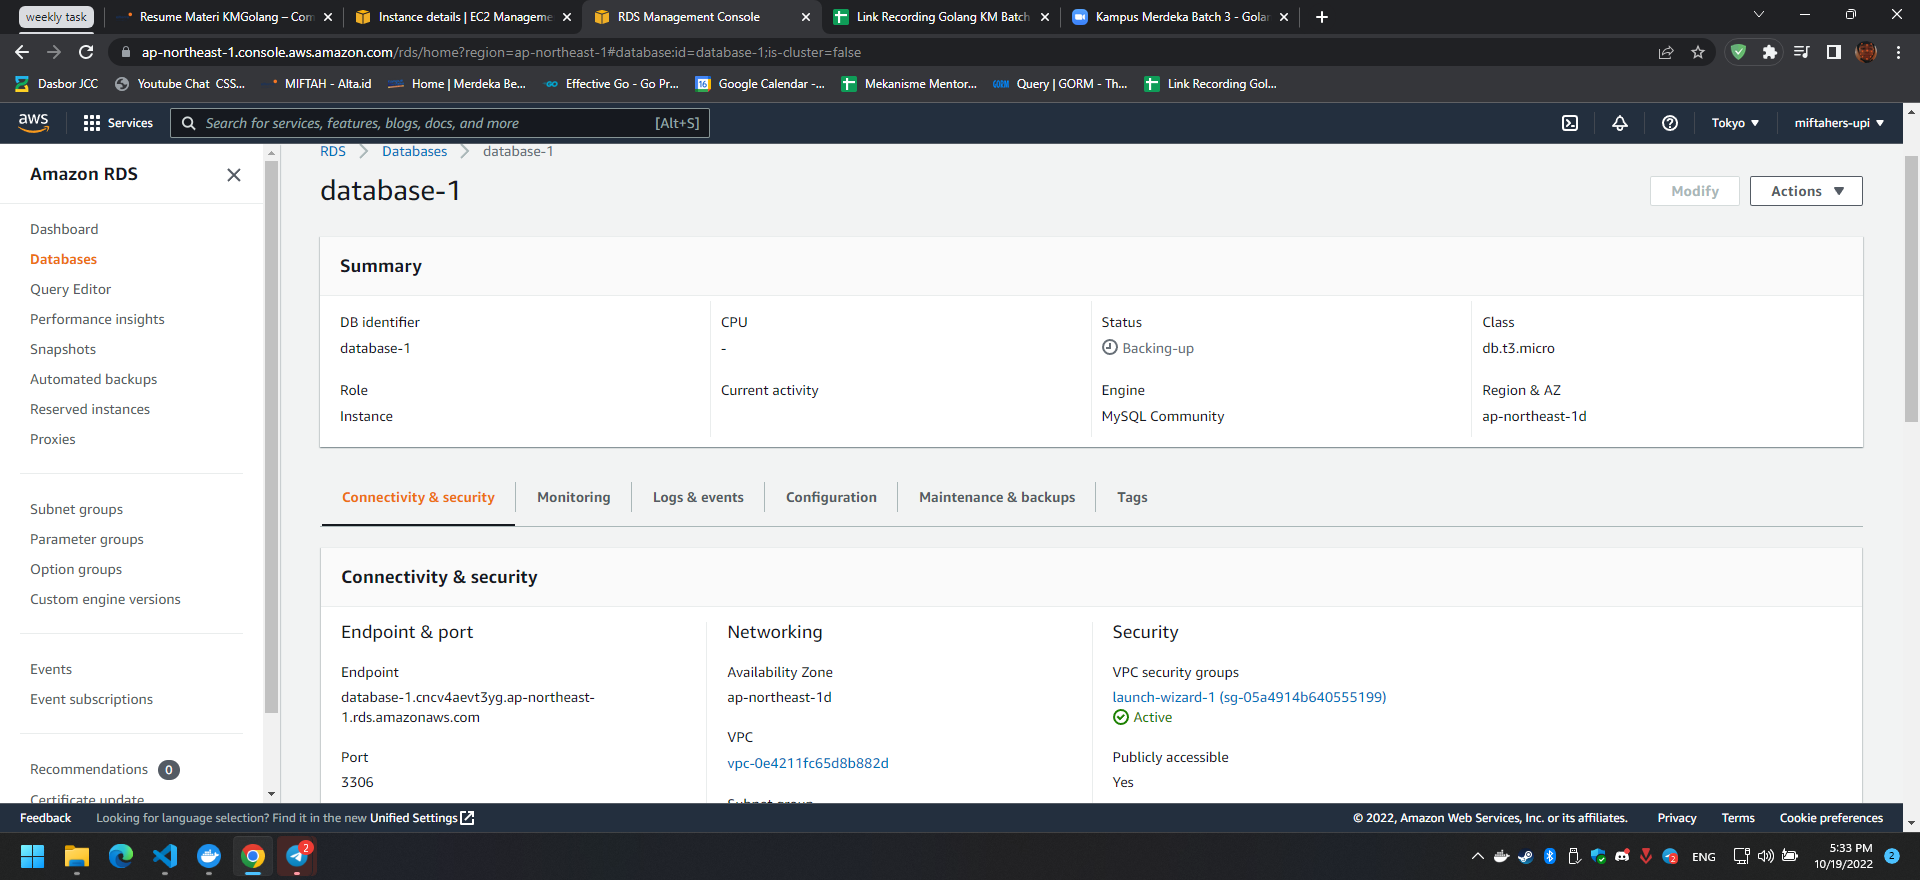 weekly task
Resume Materi KMGolang – Com
Instance details | EC2 Manageme
RDS Management Console
Link Recording Golang KM Batch
Kampus Merdeka Batch 3 - Golan
ap-northeast-1.console.aws.amazon.com/rds/home?region=ap-northeast-1#database:id=database-1;is-cluster=false
Dasbor JCC
Youtube Chat CSS...
MIFTAH - Alta.id
Home | Merdeka Be...
Effective Go - Go Pr...
16
Google Calendar -...
Mekanisme Mentor...
GORM
Query | GORM - Th...
Link Recording Gol...
aws
Services
Search for services, features, blogs, docs, and more
[Alt+S]
Tokyo
miftahers-upi
Amazon RDS
Dashboard
Databases
Query Editor
Performance insights
Snapshots
Automated backups
Reserved instances
Proxies
Subnet groups
Parameter groups
Option groups
Custom engine versions
Events
Event subscriptions
Recommendations 0
Certificate update
RDS
Databases
database-1
database-1
Modify
Actions
Summary
DB identifier
database-1
CPU
-
Status
Backing-up
Class
db.t3.micro
Role
Instance
Current activity
Engine
MySQL Community
Region & AZ
ap-northeast-1d
Connectivity & security
Monitoring
Logs & events
Configuration
Maintenance & backups
Tags
Connectivity & security
Endpoint & port
Endpoint
database-1.cncv4aevt3yg.ap-northeast-
1.rds.amazonaws.com
Port
3306
Networking
Availability Zone
ap-northeast-1d
VPC
vpc-0e4211fc65d8b882d
Subnet group
Security
VPC security groups
launch-wizard-1 (sg-05a4914b640555199)
Active
Publicly accessible
Yes
Feedback
Looking for language selection? Find it in the new Unified Settings
© 2022, Amazon Web Services, Inc. or its affiliates.
Privacy
Terms
Cookie preferences
2
2
ENG
5:33 PM
10/19/2022
2